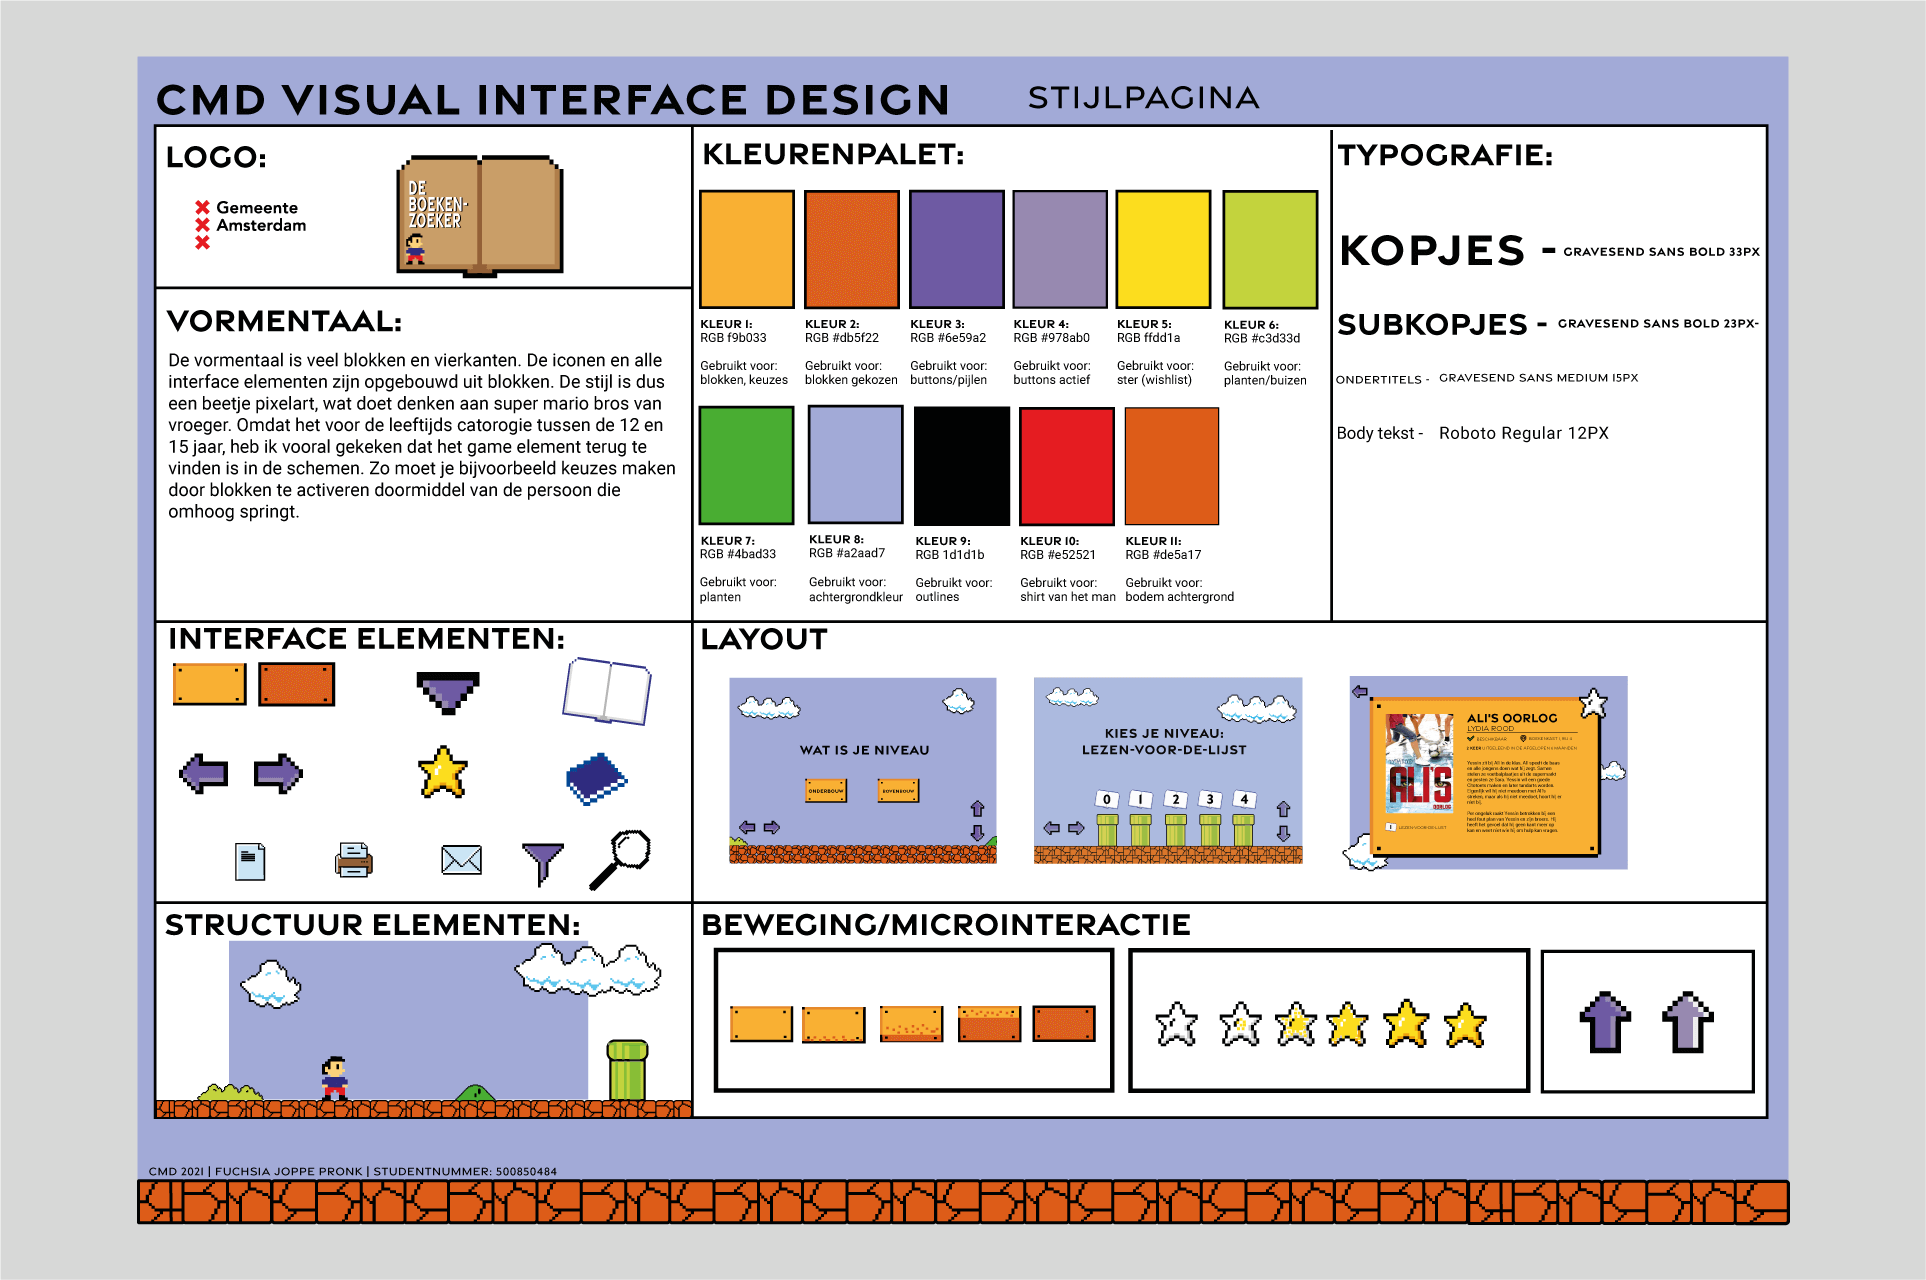 CMD VISUAL INTERFACE DESIGN
STIJLPAGINA
LOGO:
Gemeente
Amsterdam
DE
BOEKEN-
ZOEKER
VORMENTAAL:
De vormentaal is veel blokken en vierkanten. De iconen en alle
interface elementen zijn opgebouwd uit blokken. De stijl is dus
een beetje pixelart, wat doet denken aan super mario bros van
vroeger. Omdat het voor de leeftijds catorogie tussen de 12 en
15 jaar, heb ik vooral gekeken dat het game element terug te
vinden is in de schemen. Zo moet je bijvoorbeeld keuzes maken
door blokken te activeren doormiddel van de persoon die
omhoog springt.
KLEURENPALET:
KLEUR 1:
RGB f9b033
Gebruikt voor:
blokken, keuzes
KLEUR 2:
RGB #db5f22
Gebruikt voor:
blokken gekozen
KLEUR 3:
RGB #6e59a2
Gebruikt voor:
buttons/pijlen
KLEUR 4:
RGB #978ab0
Gebruikt voor:
buttons actief
KLEUR 5:
RGB ffdd1a
Gebruikt voor:
ster (wishlist)
KLEUR 6:
RGB #c3d33d
Gebruikt voor:
planten/buizen
KLEUR 7:
RGB #4bad33
Gebruikt voor:
planten
KLEUR 8:
RGB #a2aad7
Gebruikt voor:
achtergrondkleur
KLEUR 9:
RGB 1d1d1b
Gebruikt voor:
outlines
KLEUR 10:
RGB #e52521
Gebruikt voor:
shirt van het man
KLEUR 11:
RGB #de5a17
Gebruikt voor:
bodem achtergrond
TYPOGRAFIE:
KOPJES - GRAVESEND SANS BOLD 33PX
SUBKOPJES - GRAVESEND SANS BOLD 23PX-
ONDERTITELS - GRAVESEND SANS MEDIUM 15PX
Body tekst - Roboto Regular 12PX
INTERFACE ELEMENTEN:
LAYOUT
WAT IS JE NIVEAU
ONDERBOUW
BOVENBOUW
KIES JE NIVEAU:
LEZEN-VOOR-DE-LIJST
0 1 2 3 4
ALI'S OORLOG
LYDIA ROOD
BESCHIKBAAR
ALI'S
OORLOG
1 LEZEN VOOR DE LIJST
STRUCTUUR ELEMENTEN:
BEWEGING/MICROINTERACTIE
CMD 2021 | FUCHSIA JOPPE PRONK | STUDENTNUMMER: 500850484